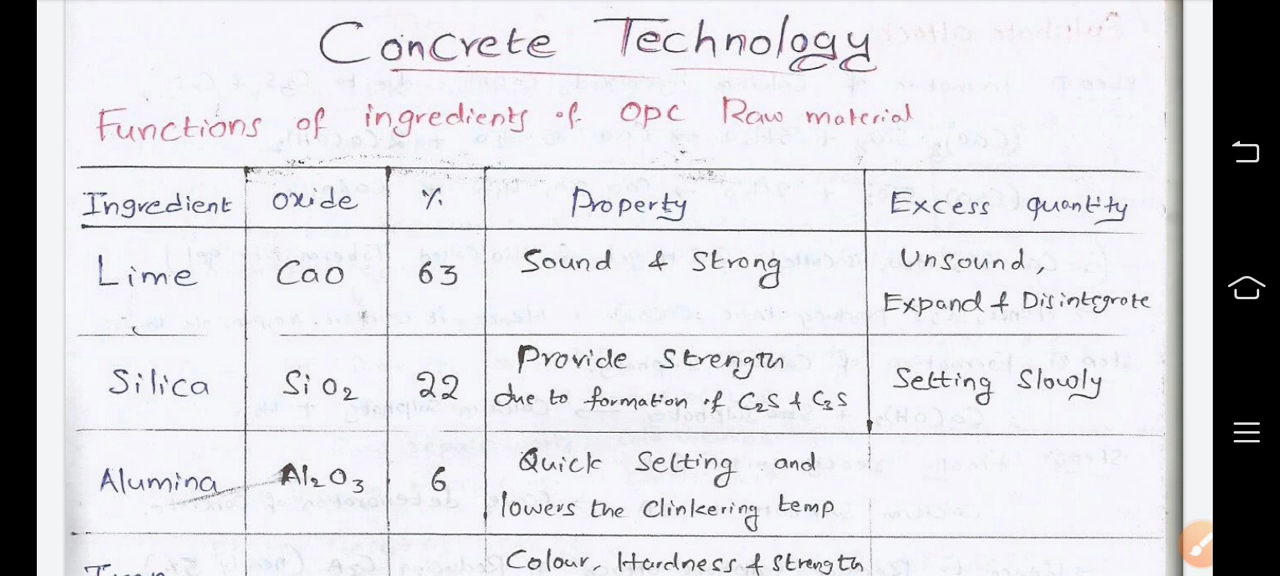 Concrete Technology
Functions of ingredients of OPC Raw material
Ingredient oxide % Property Excess quantity
Lime CaO 63 Sound & Strong Unsound,
Expand & Disintegrate
Silica SiO2 22 Provide Strength
due to formation of C2S & C2S Setting Slowly
Alumina Al2O3 6 Quick Setting and
lowers the Clinkering temp
Colour, Hardness & Strength